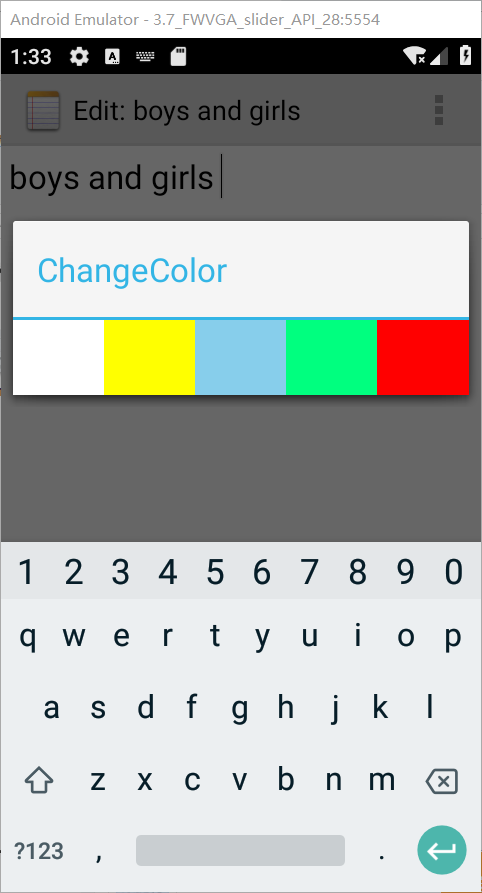 Android Emulator - 3.7_FWVGA_slider_API_28:5554
1:33
A
Edit: boys and girls
boys and girls
ChangeColor
1 2 3 4 5 6 7 8 9 0
q w e r t y u i o p
a s d f g h j k l
z x c v b n m
?123 , .